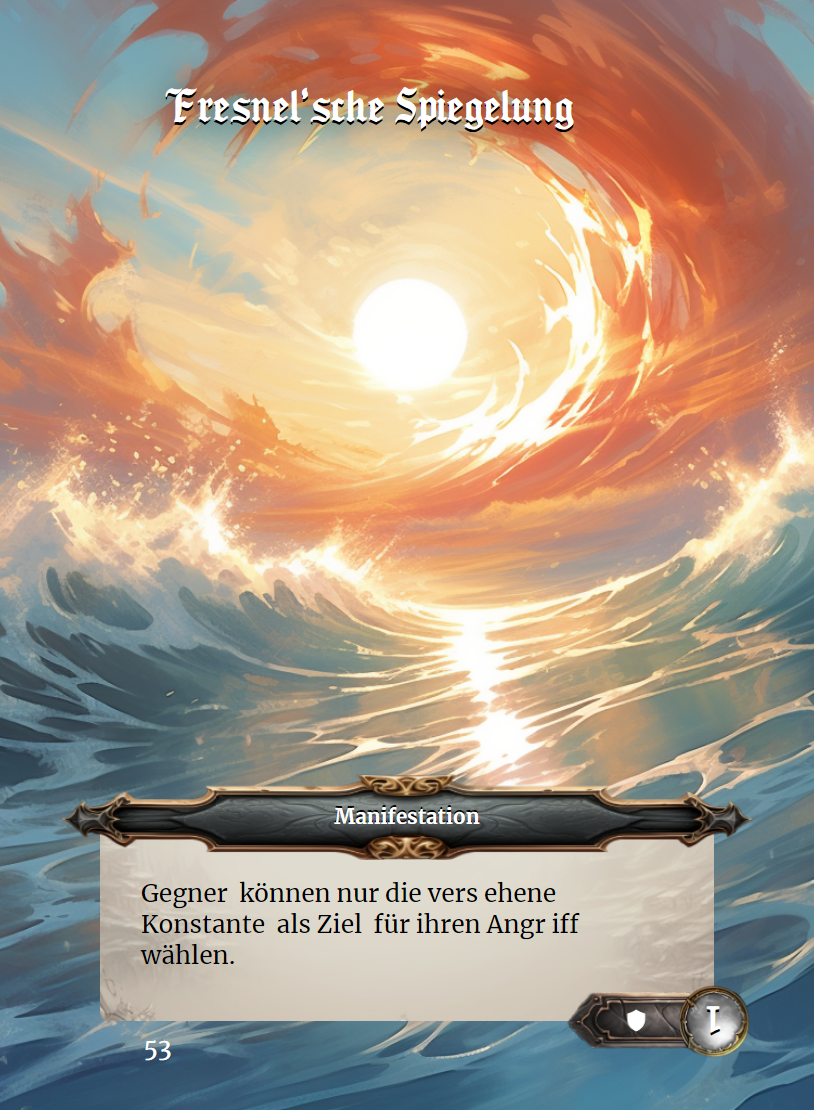 Fresnel'sche Spiegelung
Manifestation
Gegner können nur die vers ehene
Konstante als Ziel für ihren Angr iff
wählen.
1
53